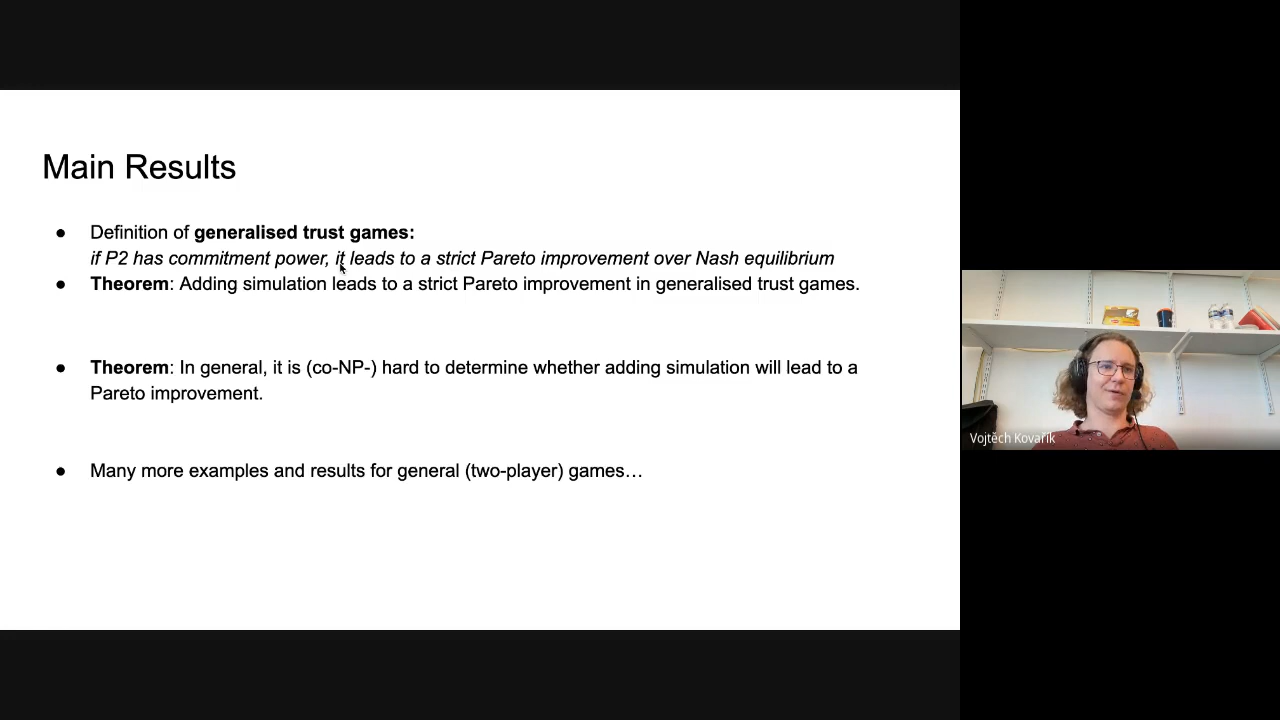 Main Results
● Definition of generalised trust games:
if P2 has commitment power, it leads to a strict Pareto improvement over Nash equilibrium
● Theorem: Adding simulation leads to a strict Pareto improvement in generalised trust games.
● Theorem: In general, it is (co-NP-) hard to determine whether adding simulation will lead to a
Pareto improvement.
● Many more examples and results for general (two-player) games…
Vojtěch Kovařík